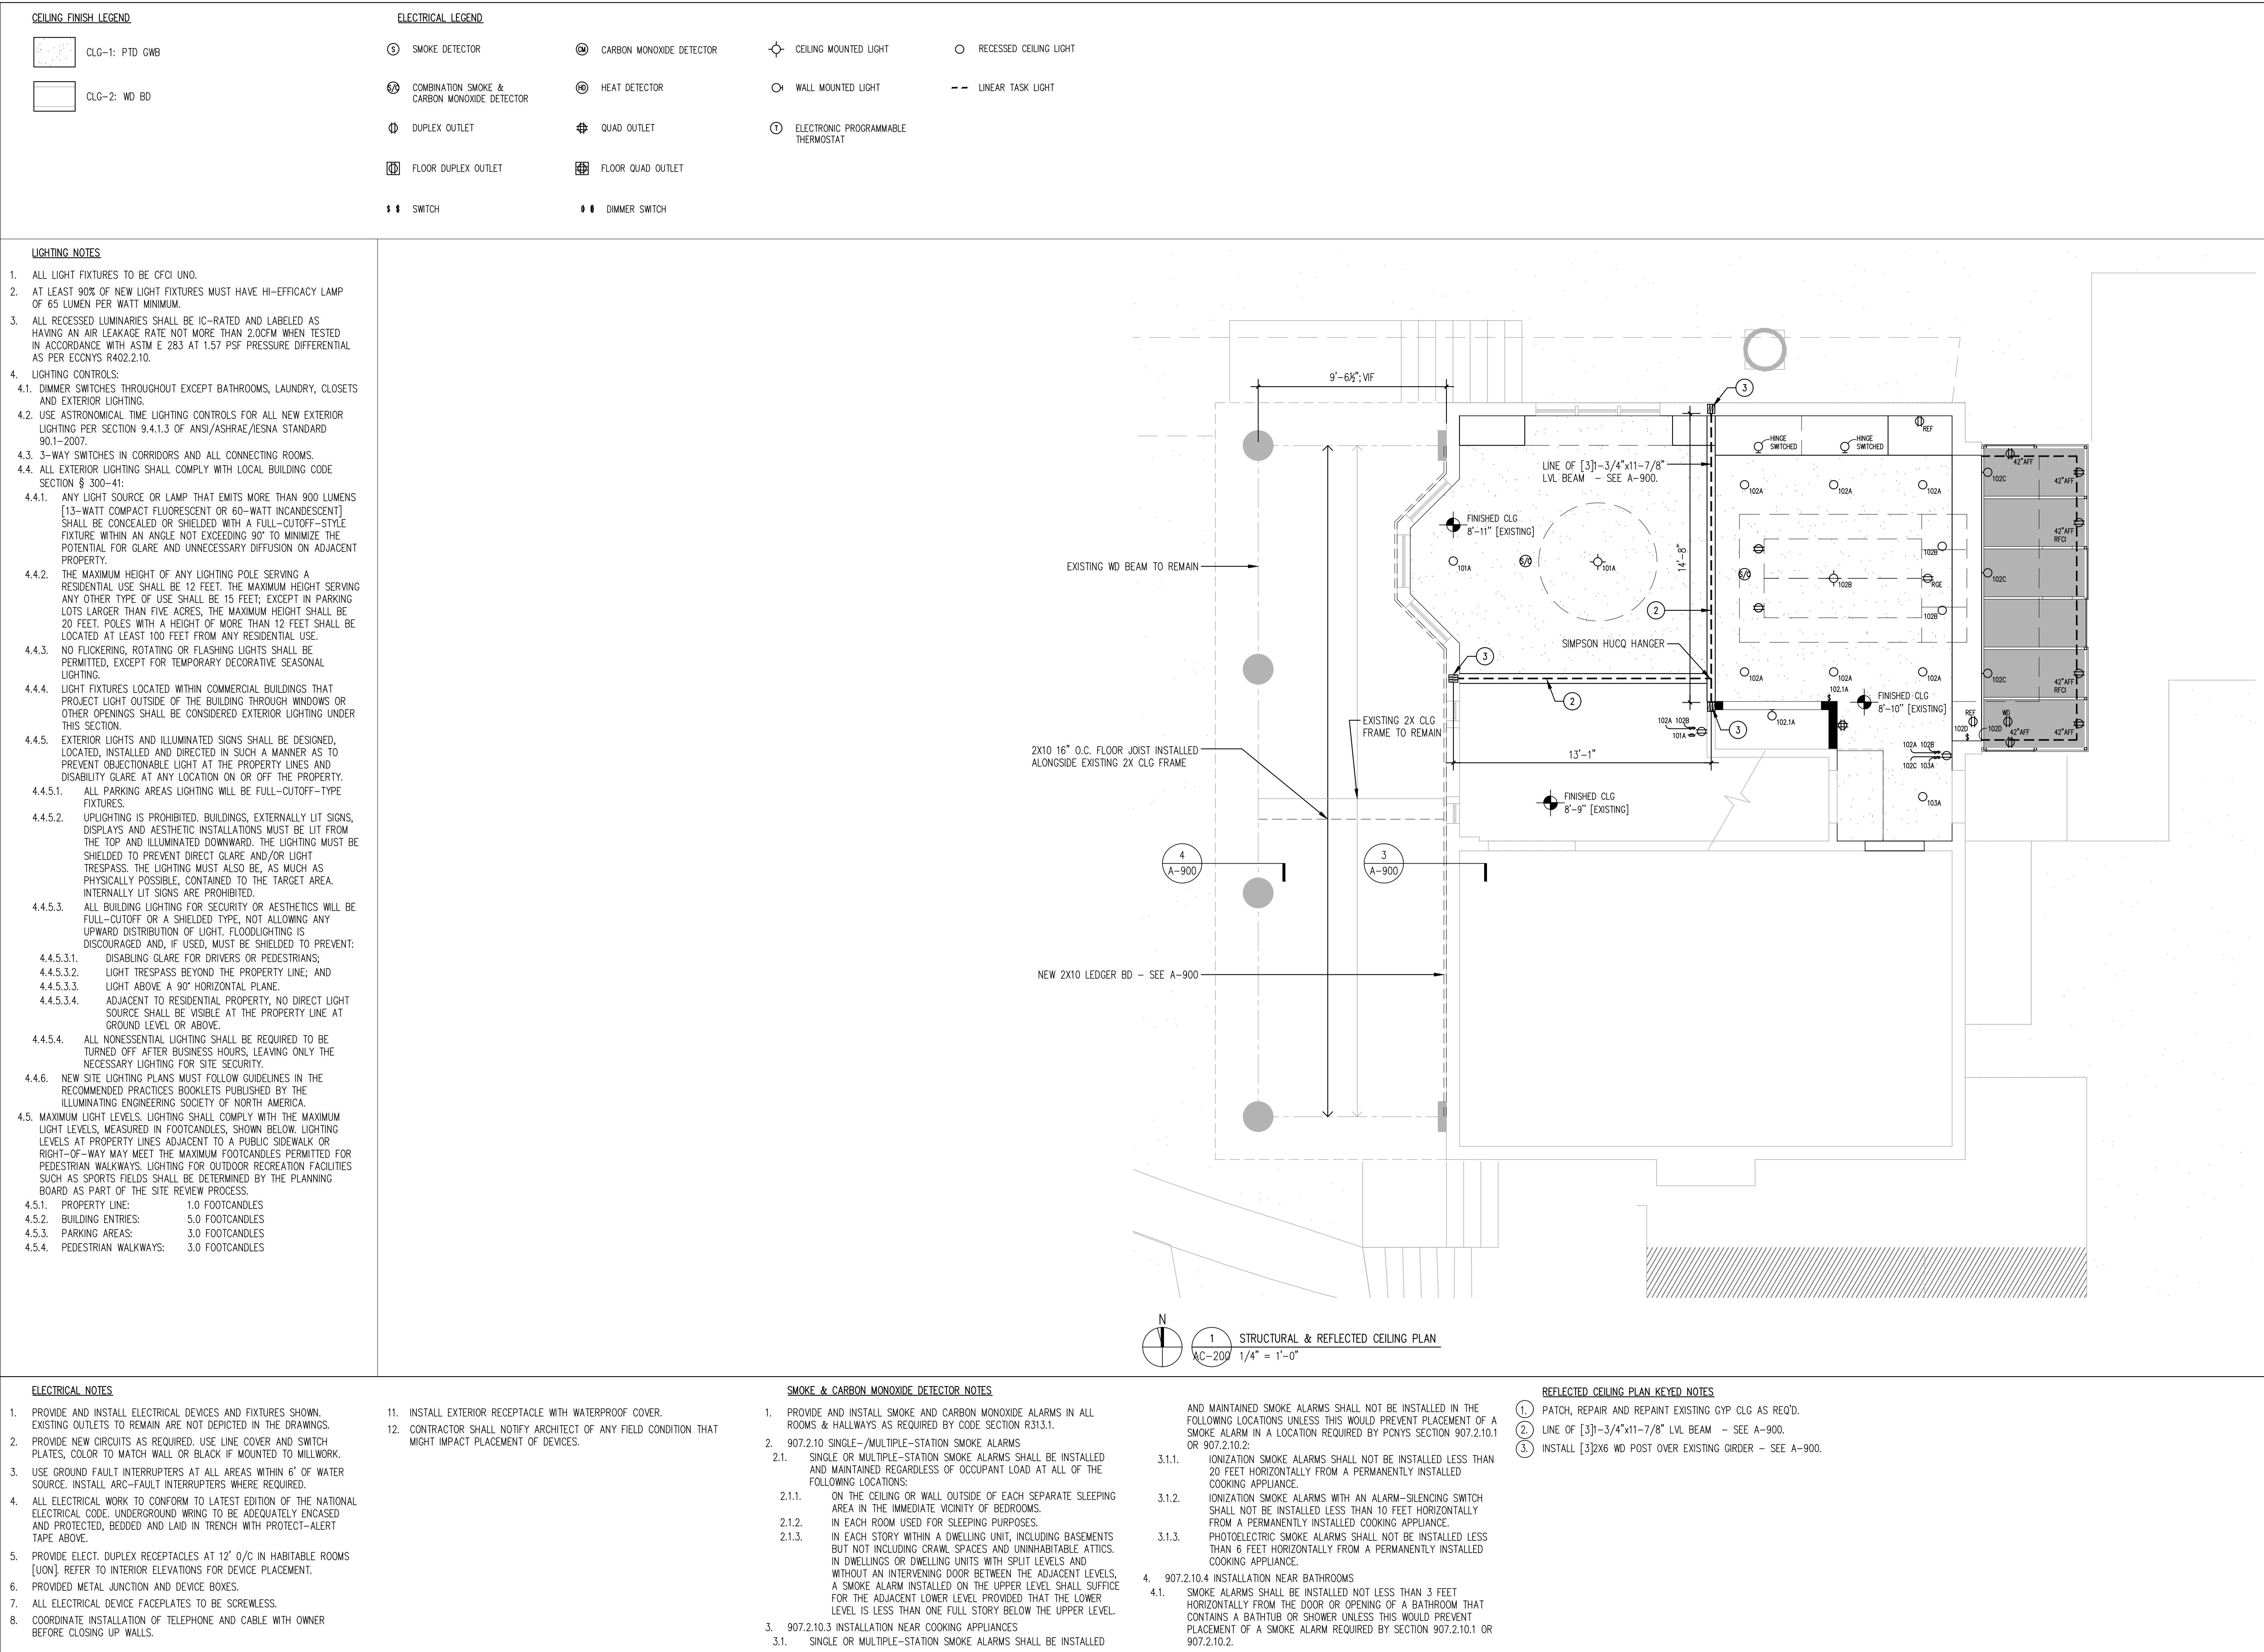 CEILING FINISH LEGEND
CLG-1: PTD GWB
CLG-2: WD BD
ELECTRICAL LEGEND
S SMOKE DETECTOR
CM CARBON MONOXIDE DETECTOR
CEILING MOUNTED LIGHT
RECESSED CEILING LIGHT
S/C COMBINATION SMOKE &
CARBON MONOXIDE DETECTOR
HD HEAT DETECTOR
WALL MOUNTED LIGHT
LINEAR TASK LIGHT
DUPLEX OUTLET
QUAD OUTLET
T ELECTRONIC PROGRAMMABLE
THERMOSTAT
FLOOR DUPLEX OUTLET
FLOOR QUAD OUTLET
$ $ SWITCH
DIMMER SWITCH
LIGHTING NOTES
1. ALL LIGHT FIXTURES TO BE CFCI UNO.
2. AT LEAST 90% OF NEW LIGHT FIXTURES MUST HAVE HI-EFFICACY LAMP
OF 65 LUMEN PER WATT MINIMUM.
3. ALL RECESSED LUMINARIES SHALL BE IC-RATED AND LABELED AS
HAVING AN AIR LEAKAGE RATE NOT MORE THAN 2.0CFM WHEN TESTED
IN ACCORDANCE WITH ASTM E 283 AT 1.57 PSF PRESSURE DIFFERENTIAL
AS PER ECCNYS R402.2.10.
4. LIGHTING CONTROLS:
4.1. DIMMER SWITCHES THROUGHOUT EXCEPT BATHROOMS, LAUNDRY, CLOSETS
AND EXTERIOR LIGHTING.
4.2. USE ASTRONOMICAL TIME LIGHTING CONTROLS FOR ALL NEW EXTERIOR
LIGHTING PER SECTION 9.4.1.3 OF ANSI/ASHRAE/IESNA STANDARD
90.1-2007.
4.3. 3-WAY SWITCHES IN CORRIDORS AND ALL CONNECTING ROOMS.
4.4. ALL EXTERIOR LIGHTING SHALL COMPLY WITH LOCAL BUILDING CODE
SECTION § 300-41:
4.4.1. ANY LIGHT SOURCE OR LAMP THAT EMITS MORE THAN 900 LUMENS
[13-WATT COMPACT FLUORESCENT OR 60-WATT INCANDESCENT]
SHALL BE CONCEALED OR SHIELDED WITH A FULL-CUTOFF-STYLE
FIXTURE WITHIN AN ANGLE NOT EXCEEDING 90° TO MINIMIZE THE
POTENTIAL FOR GLARE AND UNNECESSARY DIFFUSION ON ADJACENT
PROPERTY.
4.4.2. THE MAXIMUM HEIGHT OF ANY LIGHTING POLE SERVING A
RESIDENTIAL USE SHALL BE 12 FEET. THE MAXIMUM HEIGHT SERVING
ANY OTHER TYPE OF USE SHALL BE 15 FEET; EXCEPT IN PARKING
LOTS LARGER THAN FIVE ACRES, THE MAXIMUM HEIGHT SHALL BE
20 FEET. POLES WITH A HEIGHT OF MORE THAN 12 FEET SHALL BE
LOCATED AT LEAST 100 FEET FROM ANY RESIDENTIAL USE.
4.4.3. NO FLICKERING, ROTATING OR FLASHING LIGHTS SHALL BE
PERMITTED, EXCEPT FOR TEMPORARY DECORATIVE SEASONAL
LIGHTING.
4.4.4. LIGHT FIXTURES LOCATED WITHIN COMMERCIAL BUILDINGS THAT
PROJECT LIGHT OUTSIDE OF THE BUILDING THROUGH WINDOWS OR
OTHER OPENINGS SHALL BE CONSIDERED EXTERIOR LIGHTING UNDER
THIS SECTION.
4.4.5. EXTERIOR LIGHTS AND ILLUMINATED SIGNS SHALL BE DESIGNED,
LOCATED, INSTALLED AND DIRECTED IN SUCH A MANNER AS TO
PREVENT OBJECTIONABLE LIGHT AT THE PROPERTY LINES AND
DISABILITY GLARE AT ANY LOCATION ON OR OFF THE PROPERTY.
4.4.5.1. ALL PARKING AREAS LIGHTING WILL BE FULL-CUTOFF-TYPE
FIXTURES.
4.4.5.2. UPLIGHTING IS PROHIBITED. BUILDINGS, EXTERNALLY LIT SIGNS,
DISPLAYS AND AESTHETIC INSTALLATIONS MUST BE LIT FROM
THE TOP AND ILLUMINATED DOWNWARD. THE LIGHTING MUST BE
SHIELDED TO PREVENT DIRECT GLARE AND/OR LIGHT
TRESPASS. THE LIGHTING MUST ALSO BE, AS MUCH AS
PHYSICALLY POSSIBLE, CONTAINED TO THE TARGET AREA.
INTERNALLY LIT SIGNS ARE PROHIBITED.
4.4.5.3. ALL BUILDING LIGHTING FOR SECURITY OR AESTHETICS WILL BE
FULL-CUTOFF OR A SHIELDED TYPE, NOT ALLOWING ANY
UPWARD DISTRIBUTION OF LIGHT. FLOODLIGHTING IS
DISCOURAGED AND, IF USED, MUST BE SHIELDED TO PREVENT:
4.4.5.3.1. DISABLING GLARE FOR DRIVERS OR PEDESTRIANS;
4.4.5.3.2. LIGHT TRESPASS BEYOND THE PROPERTY LINE; AND
4.4.5.3.3. LIGHT ABOVE A 90° HORIZONTAL PLANE.
4.4.5.3.4. ADJACENT TO RESIDENTIAL PROPERTY, NO DIRECT LIGHT
SOURCE SHALL BE VISIBLE AT THE PROPERTY LINE AT
GROUND LEVEL OR ABOVE.
4.4.5.4. ALL NONESSENTIAL LIGHTING SHALL BE REQUIRED TO BE
TURNED OFF AFTER BUSINESS HOURS, LEAVING ONLY THE
NECESSARY LIGHTING FOR SITE SECURITY.
4.4.6. NEW SITE LIGHTING PLANS MUST FOLLOW GUIDELINES IN THE
RECOMMENDED PRACTICES BOOKLETS PUBLISHED BY THE
ILLUMINATING ENGINEERING SOCIETY OF NORTH AMERICA.
4.5. MAXIMUM LIGHT LEVELS. LIGHTING SHALL COMPLY WITH THE MAXIMUM
LIGHT LEVELS, MEASURED IN FOOTCANDLES, SHOWN BELOW. LIGHTING
LEVELS AT PROPERTY LINES ADJACENT TO A PUBLIC SIDEWALK OR
RIGHT-OF-WAY MAY MEET THE MAXIMUM FOOTCANDLES PERMITTED FOR
PEDESTRIAN WALKWAYS. LIGHTING FOR OUTDOOR RECREATION FACILITIES
SUCH AS SPORTS FIELDS SHALL BE DETERMINED BY THE PLANNING
BOARD AS PART OF THE SITE REVIEW PROCESS.
4.5.1. PROPERTY LINE: 1.0 FOOTCANDLES
4.5.2. BUILDING ENTRIES: 5.0 FOOTCANDLES
4.5.3. PARKING AREAS: 3.0 FOOTCANDLES
4.5.4. PEDESTRIAN WALKWAYS: 3.0 FOOTCANDLES
9'-6½"; VIF
3
REF
HINGE
SWITCHED
HINGE
SWITCHED
LINE OF [3]1-3/4"x11-7/8"
LVL BEAM - SEE A-900.
42"AFF
102C
42"AFF
102A
102A
102A
FINISHED CLG
8'-11" [EXISTING]
42"AFF
RFCI
14'-8"
102B
EXISTING WD BEAM TO REMAIN
101A
S/C
101A
S/C
102B
RGE
102C
2
102B
SIMPSON HUCQ HANGER
3
102A
102A
102A
102C
42"AFF
RFCI
102.1A
$
2
FINISHED CLG
8'-10" [EXISTING]
EXISTING 2X CLG
FRAME TO REMAIN
102A 102B
101A
3
102.1A
REF
WD
102D
$
102D
42"AFF
42"AFF
2X10 16" O.C. FLOOR JOIST INSTALLED
ALONGSIDE EXISTING 2X CLG FRAME
13'-1"
102A 102B
102C 103A
FINISHED CLG
8'-9" [EXISTING]
103A
4
A-900
3
A-900
NEW 2X10 LEDGER BD - SEE A-900
N
1
AC-200
STRUCTURAL & REFLECTED CEILING PLAN
1/4" = 1'-0"
ELECTRICAL NOTES
1. PROVIDE AND INSTALL ELECTRICAL DEVICES AND FIXTURES SHOWN.
EXISTING OUTLETS TO REMAIN ARE NOT DEPICTED IN THE DRAWINGS.
2. PROVIDE NEW CIRCUITS AS REQUIRED. USE LINE COVER AND SWITCH
PLATES, COLOR TO MATCH WALL OR BLACK IF MOUNTED TO MILLWORK.
3. USE GROUND FAULT INTERRUPTERS AT ALL AREAS WITHIN 6' OF WATER
SOURCE. INSTALL ARC-FAULT INTERRUPTERS WHERE REQUIRED.
4. ALL ELECTRICAL WORK TO CONFORM TO LATEST EDITION OF THE NATIONAL
ELECTRICAL CODE. UNDERGROUND WRING TO BE ADEQUATELY ENCASED
AND PROTECTED, BEDDED AND LAID IN TRENCH WITH PROTECT-ALERT
TAPE ABOVE.
5. PROVIDE ELECT. DUPLEX RECEPTACLES AT 12' O/C IN HABITABLE ROOMS
[UON]. REFER TO INTERIOR ELEVATIONS FOR DEVICE PLACEMENT.
6. PROVIDED METAL JUNCTION AND DEVICE BOXES.
7. ALL ELECTRICAL DEVICE FACEPLATES TO BE SCREWLESS.
8. COORDINATE INSTALLATION OF TELEPHONE AND CABLE WITH OWNER
BEFORE CLOSING UP WALLS.
11. INSTALL EXTERIOR RECEPTACLE WITH WATERPROOF COVER.
12. CONTRACTOR SHALL NOTIFY ARCHITECT OF ANY FIELD CONDITION THAT
MIGHT IMPACT PLACEMENT OF DEVICES.
SMOKE & CARBON MONOXIDE DETECTOR NOTES
1. PROVIDE AND INSTALL SMOKE AND CARBON MONOXIDE ALARMS IN ALL
ROOMS & HALLWAYS AS REQUIRED BY CODE SECTION R313.1.
2. 907.2.10 SINGLE-/MULTIPLE-STATION SMOKE ALARMS
2.1. SINGLE OR MULTIPLE-STATION SMOKE ALARMS SHALL BE INSTALLED
AND MAINTAINED REGARDLESS OF OCCUPANT LOAD AT ALL OF THE
FOLLOWING LOCATIONS:
2.1.1. ON THE CEILING OR WALL OUTSIDE OF EACH SEPARATE SLEEPING
AREA IN THE IMMEDIATE VICINITY OF BEDROOMS.
2.1.2. IN EACH ROOM USED FOR SLEEPING PURPOSES.
2.1.3. IN EACH STORY WITHIN A DWELLING UNIT, INCLUDING BASEMENTS
BUT NOT INCLUDING CRAWL SPACES AND UNINHABITABLE ATTICS.
IN DWELLINGS OR DWELLING UNITS WITH SPLIT LEVELS AND
WITHOUT AN INTERVENING DOOR BETWEEN THE ADJACENT LEVELS,
A SMOKE ALARM INSTALLED ON THE UPPER LEVEL SHALL SUFFICE
FOR THE ADJACENT LOWER LEVEL PROVIDED THAT THE LOWER
LEVEL IS LESS THAN ONE FULL STORY BELOW THE UPPER LEVEL.
3. 907.2.10.3 INSTALLATION NEAR COOKING APPLIANCES
3.1. SINGLE OR MULTIPLE-STATION SMOKE ALARMS SHALL BE INSTALLED
AND MAINTAINED SMOKE ALARMS SHALL NOT BE INSTALLED IN THE
FOLLOWING LOCATIONS UNLESS THIS WOULD PREVENT PLACEMENT OF A
SMOKE ALARM IN A LOCATION REQUIRED BY PCNYS SECTION 907.2.10.1
OR 907.2.10.2:
3.1.1. IONIZATION SMOKE ALARMS SHALL NOT BE INSTALLED LESS THAN
20 FEET HORIZONTALLY FROM A PERMANENTLY INSTALLED
COOKING APPLIANCE.
3.1.2. IONIZATION SMOKE ALARMS WITH AN ALARM-SILENCING SWITCH
SHALL NOT BE INSTALLED LESS THAN 10 FEET HORIZONTALLY
FROM A PERMANENTLY INSTALLED COOKING APPLIANCE.
3.1.3. PHOTOELECTRIC SMOKE ALARMS SHALL NOT BE INSTALLED LESS
THAN 6 FEET HORIZONTALLY FROM A PERMANENTLY INSTALLED
COOKING APPLIANCE.
4. 907.2.10.4 INSTALLATION NEAR BATHROOMS
4.1. SMOKE ALARMS SHALL BE INSTALLED NOT LESS THAN 3 FEET
HORIZONTALLY FROM THE DOOR OR OPENING OF A BATHROOM THAT
CONTAINS A BATHTUB OR SHOWER UNLESS THIS WOULD PREVENT
PLACEMENT OF A SMOKE ALARM REQUIRED BY SECTION 907.2.10.1 OR
907.2.10.2.
REFLECTED CEILING PLAN KEYED NOTES
1. PATCH, REPAIR AND REPAINT EXISTING GYP CLG AS REQ'D.
2. LINE OF [3]1-3/4"x11-7/8" LVL BEAM - SEE A-900.
3. INSTALL [3]2X6 WD POST OVER EXISTING GIRDER - SEE A-900.